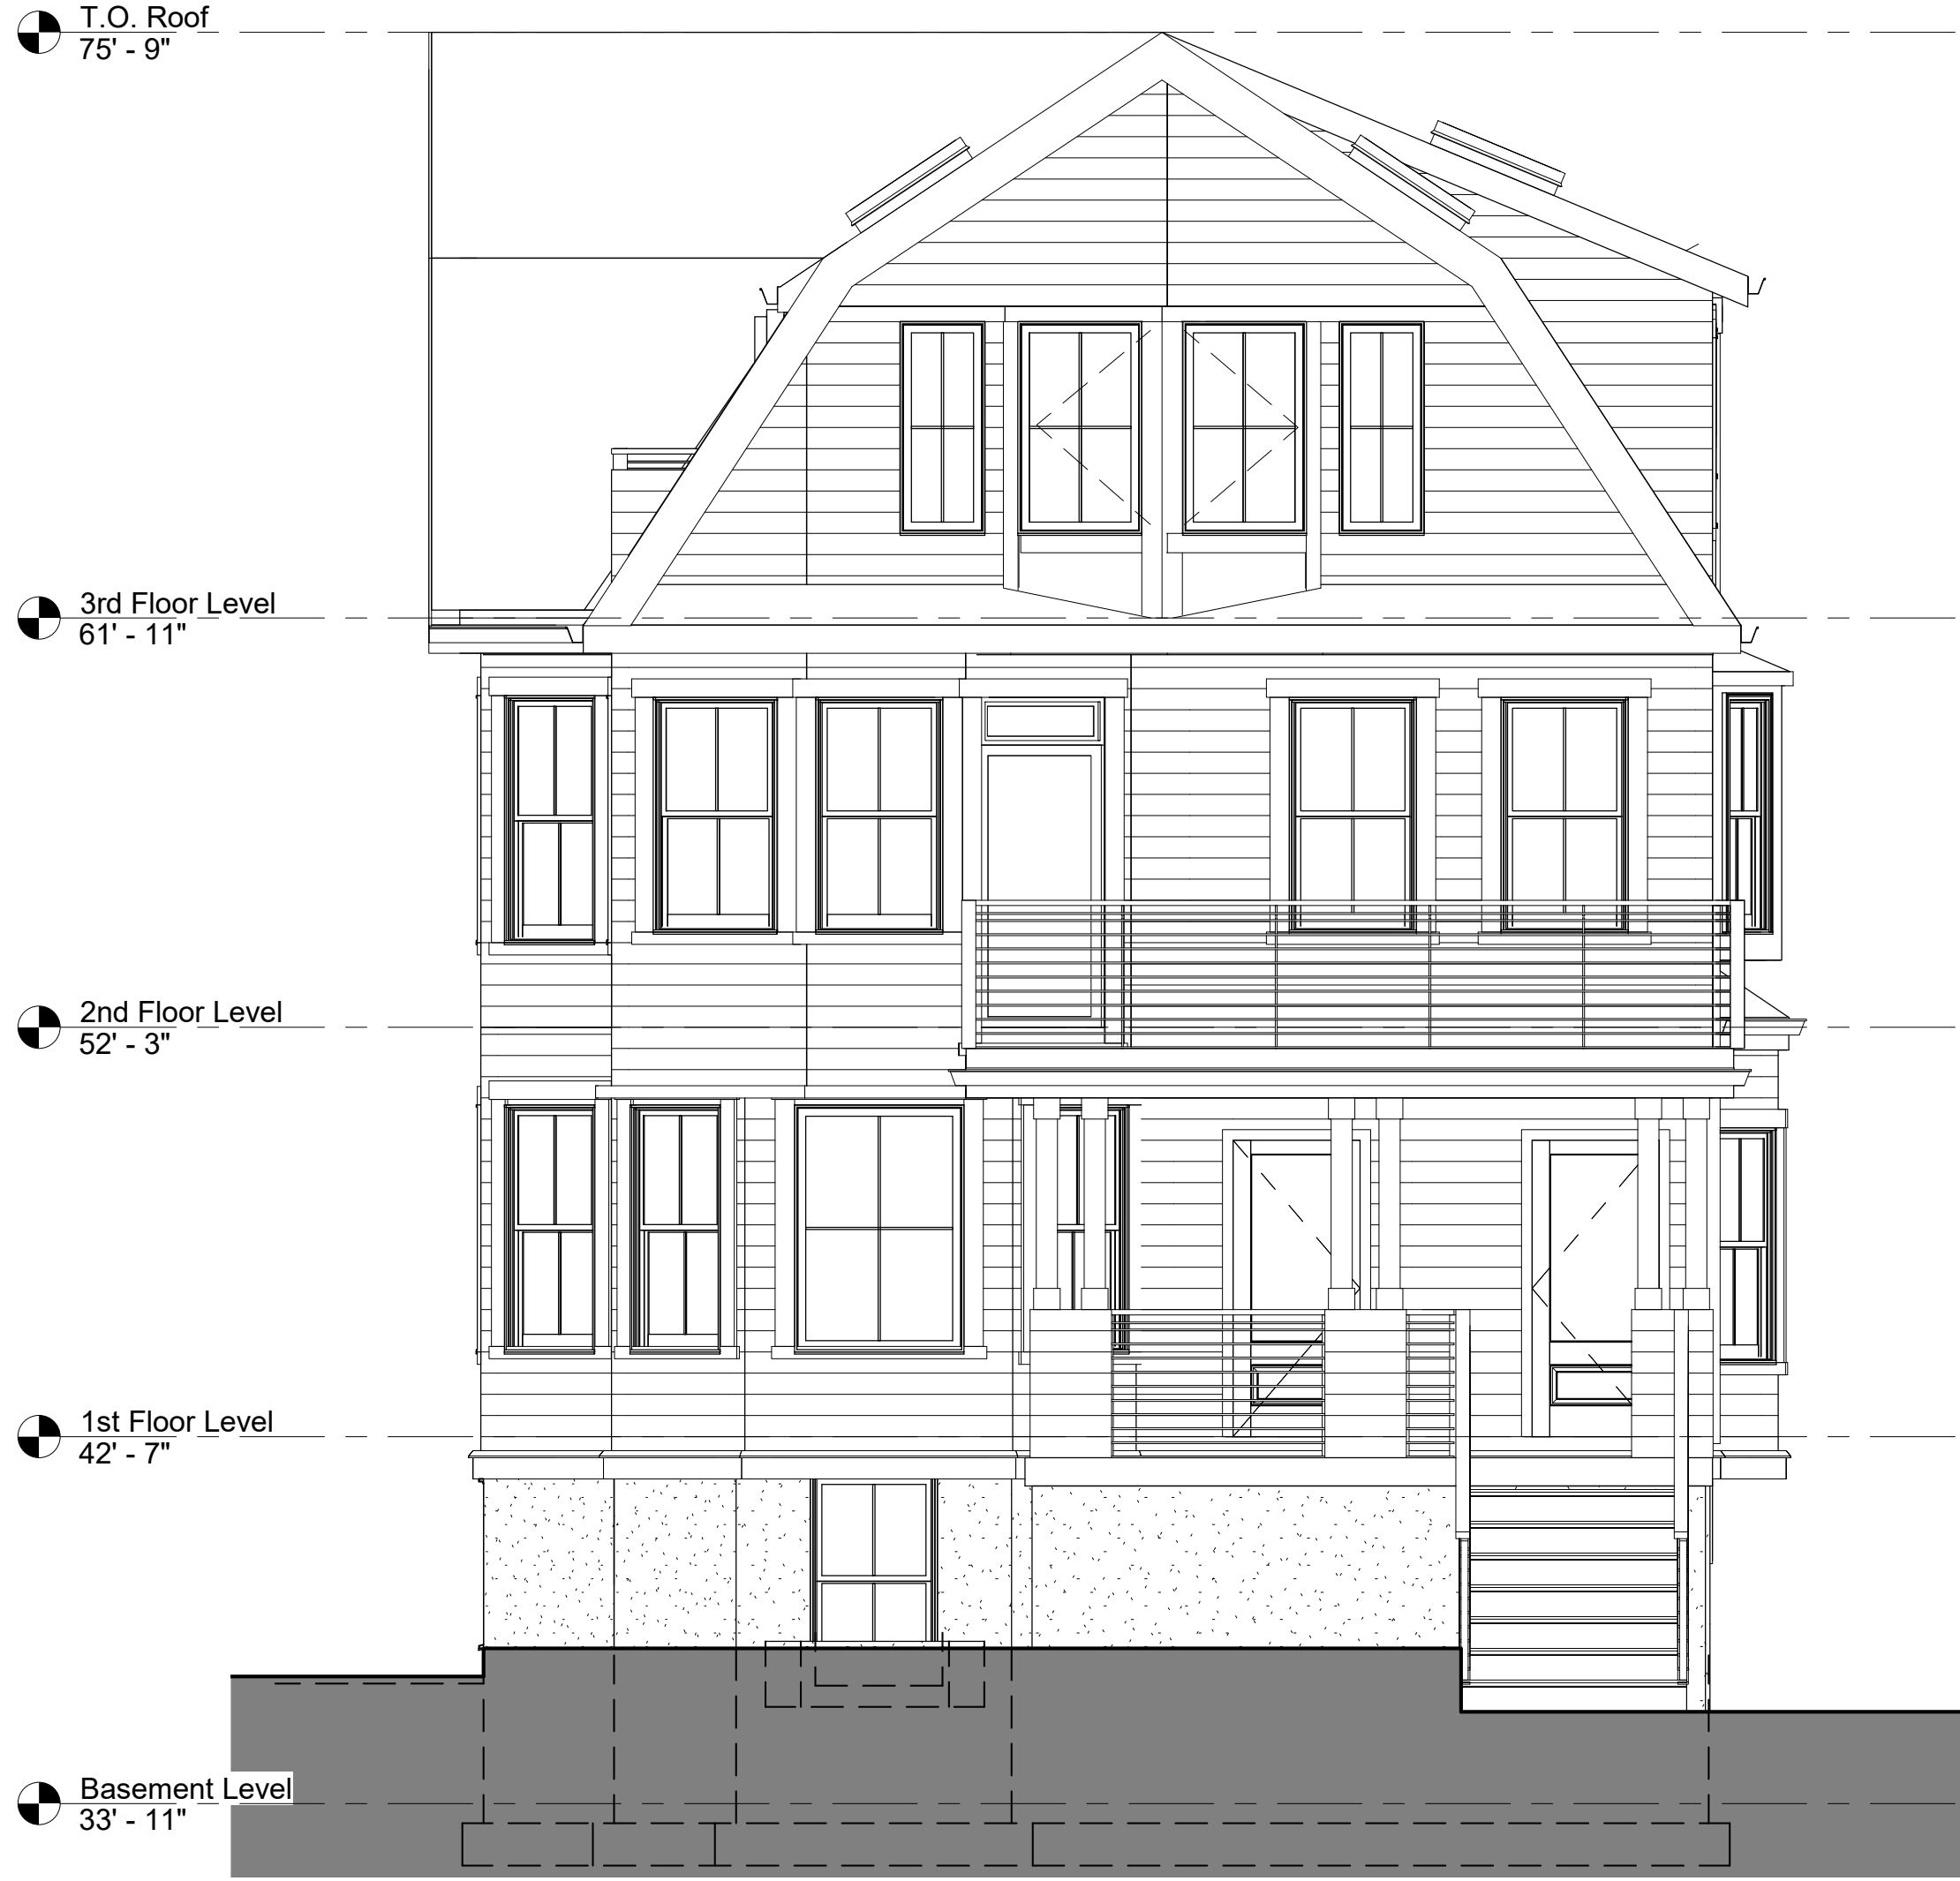 T.O. Roof
75' - 9"
3rd Floor Level
61' - 11"
2nd Floor Level
52' - 3"
1st Floor Level
42' - 7"
Basement Level
33' - 11"